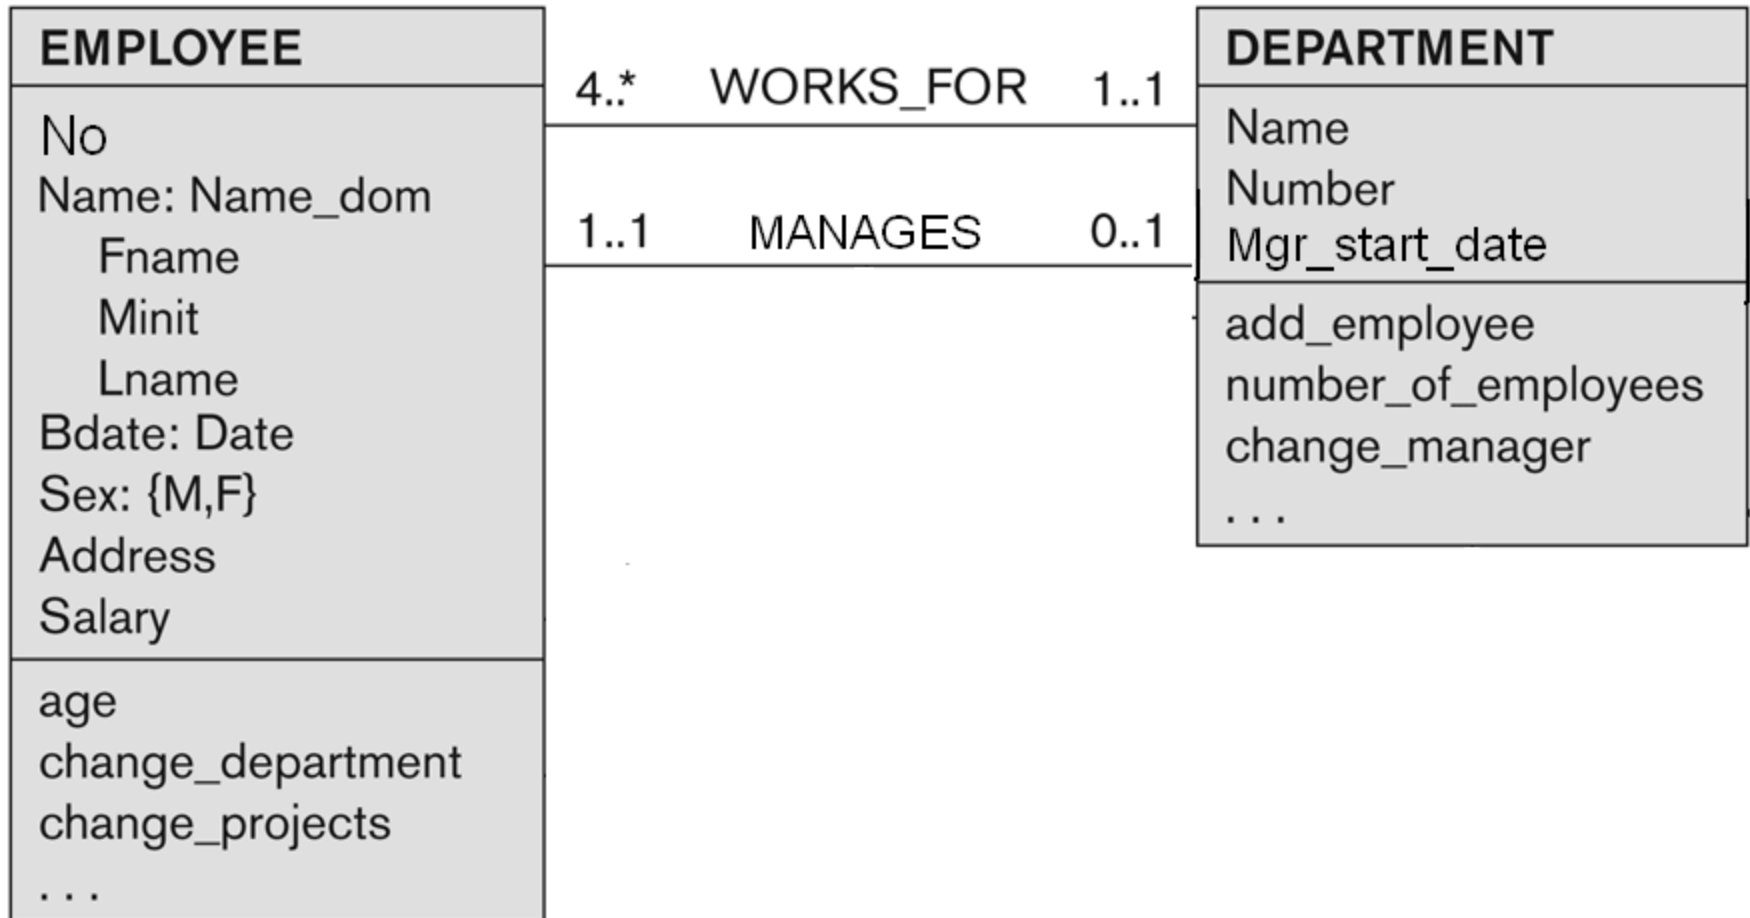 EMPLOYEE
No
Name: Name_dom
Fname
Minit
Lname
Bdate: Date
Sex: {M,F}
Address
Salary
age
change_department
change_projects
. . .
4..* WORKS_FOR 1..1
1..1 MANAGES 0..1
DEPARTMENT
Name
Number
Mgr_start_date
add_employee
number_of_employees
change_manager
. . .